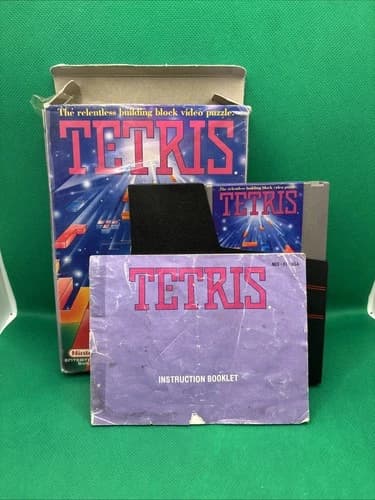 The relentless building block video puzzle.
TETRIS
The relentless building block video puzzle.
TETRIS
TETRIS
INSTRUCTION BOOKLET